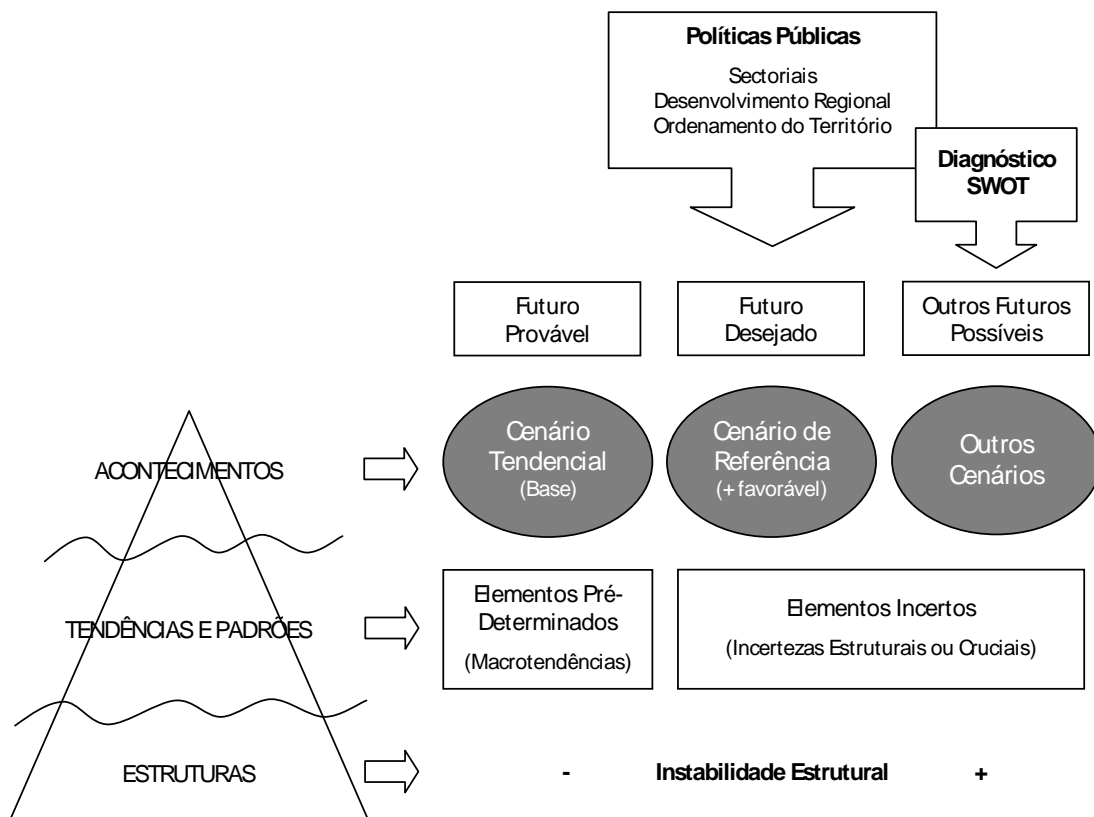 Políticas Públicas
Sectoriais
Desenvolvimento Regional
Ordenamento do Território
Diagnóstico
SWOT
Futuro
Provável
Futuro
Desejado
Outros Futuros
Possíveis
ACONTECIMENTOS
Cenário
Tendencial
(Base)
Cenário de
Referência
(+ favorável)
Outros
Cenários
TENDÊNCIAS E PADRÕES
Elementos Pré-
Determinados
(Macrotendências)
Elementos Incertos
(Incertezas Estruturais ou Cruciais)
ESTRUTURAS
- Instabilidade Estrutural +